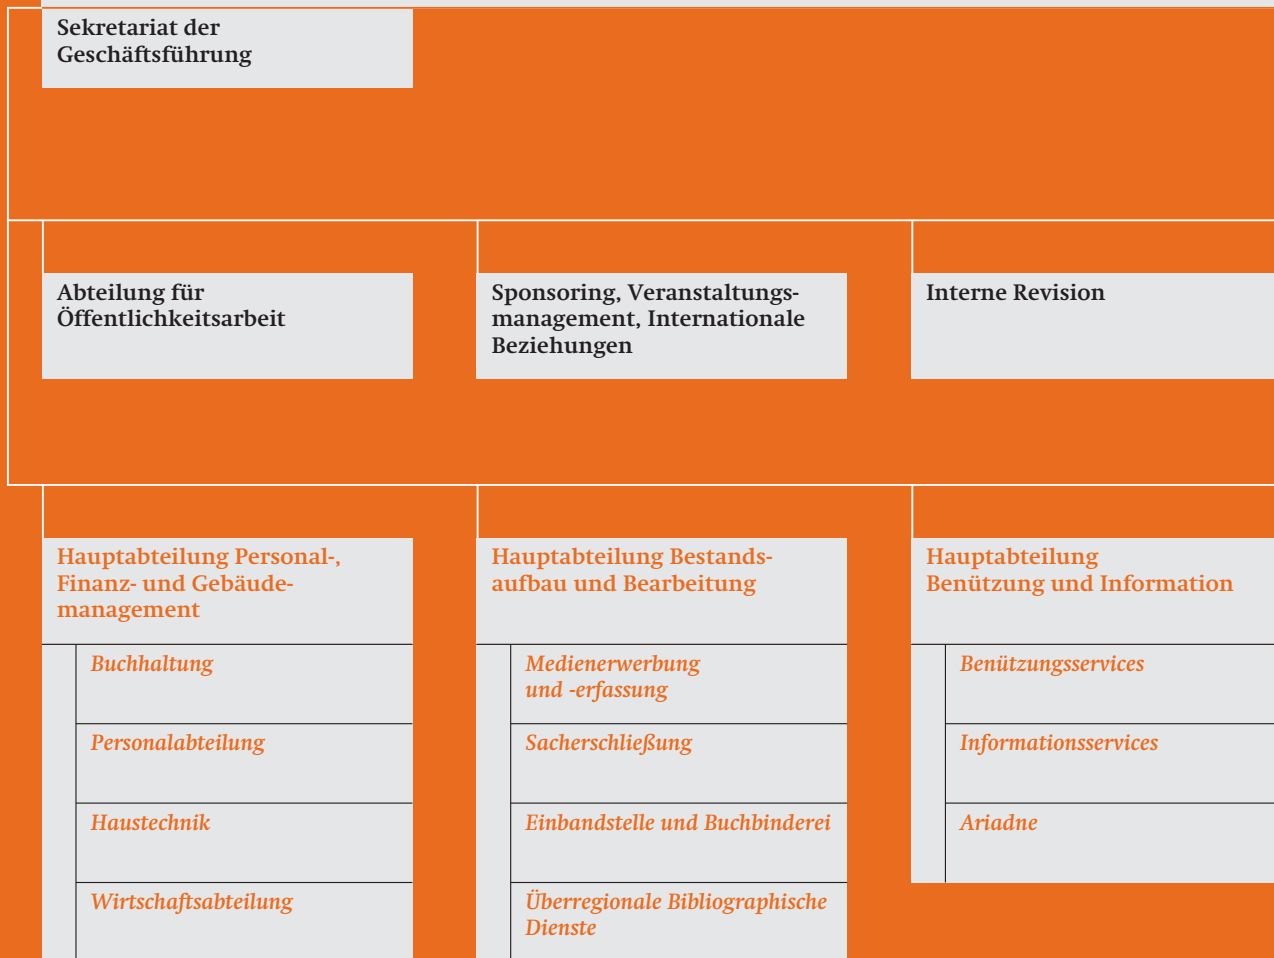 Sekretariat der
Geschäftsführung
Abteilung für
Öffentlichkeitsarbeit
Sponsoring, Veranstaltungs-
management, Internationale
Beziehungen
Interne Revision
Hauptabteilung Personal-,
Finanz- und Gebäude-
management
Buchhaltung
Personalabteilung
Haustechnik
Wirtschaftsabteilung
Hauptabteilung Bestands-
aufbau und Bearbeitung
Medienerwerbung
und -erfassung
Sacherschließung
Einbandstelle und Buchbinderei
Überregionale Bibliographische
Dienste
Hauptabteilung
Benützung und Information
Benützungsservices
Informationsservices
Ariadne